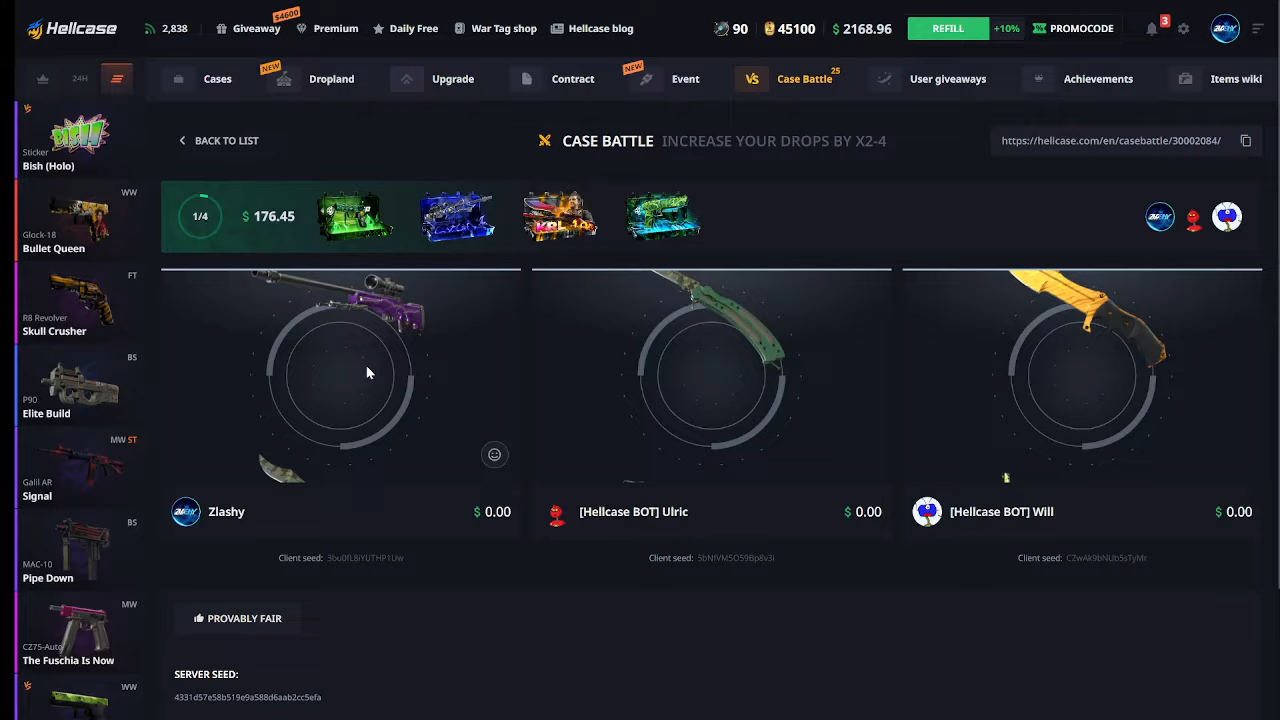 $4600
Hellcase 2,838 Giveaway Premium Daily Free War Tag shop Hellcase blog 90 45100 $ 2168.96 REFILL +10% PROMOCODE 3
24H Cases NEW Dropland Upgrade Contract NEW Event VS Case Battle 25 User giveaways Achievements Items wiki
BACK TO LIST CASE BATTLE INCREASE YOUR DROPS BY X2-4 https://hellcase.com/en/casebattle/30002084/
Sticker
Bish (Holo)
WW
Glock-18
Bullet Queen
FT
R8 Revolver
Skull Crusher
BS
P90
Elite Build
MW ST
Galil AR
Signal
BS
MAC-10
Pipe Down
MW
CZ75-Auto
The Fuschia Is Now
WW
1/4 $ 176.45
Zlashy $ 0.00
[Hellcase BOT] Ulric $ 0.00
[Hellcase BOT] Will $ 0.00
Client seed: 3bu0fL8iYUTHP1Uw
Client seed: 5bNfVM5O59Bp8v3i
Client seed: CZwAk9bNUb5sTyMr
PROVABLY FAIR
SERVER SEED:
4331d57e58b519e9a588d6aab2cc5efa